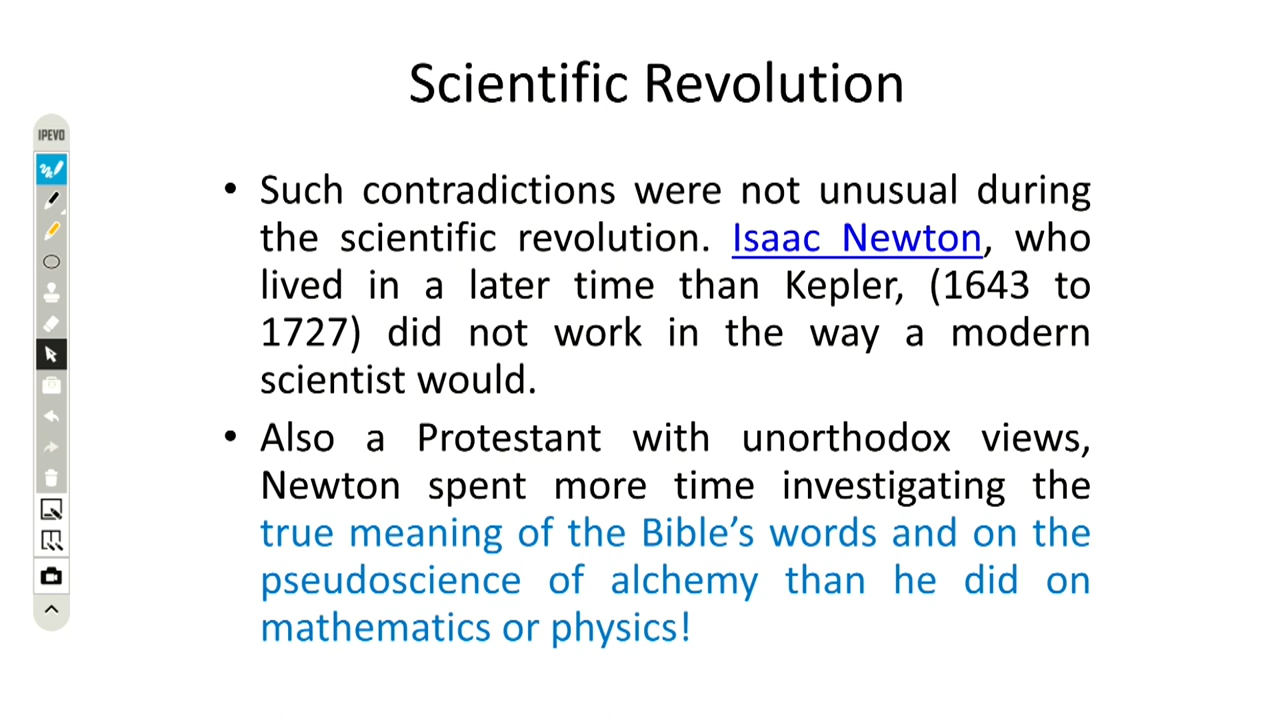 Scientific Revolution
IPEVO
• Such contradictions were not unusual during
the scientific revolution. Isaac Newton, who
lived in a later time than Kepler, (1643 to
1727) did not work in the way a modern
scientist would.
• Also a Protestant with unorthodox views,
Newton spent more time investigating the
true meaning of the Bible’s words and on the
pseudoscience of alchemy than he did on
mathematics or physics!